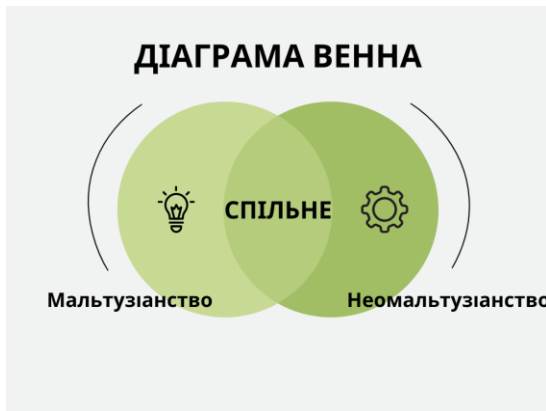 ДІАГРАМА ВЕННА
СПІЛЬНЕ
Мальтузіанство
Неомальтузіанство